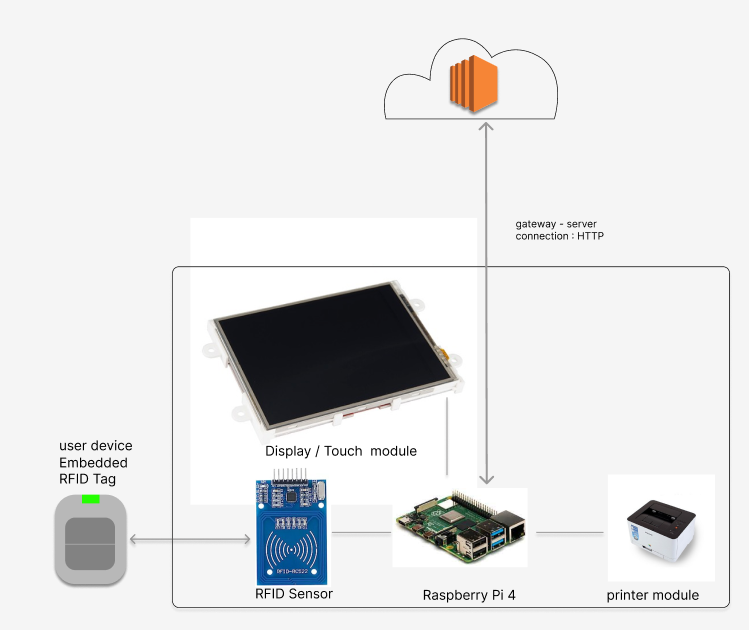 gateway - server
connection : HTTP
Display / Touch module
user device
Embedded
RFID Tag
RFID-RC522
RFID Sensor
Raspberry Pi 4
printer module